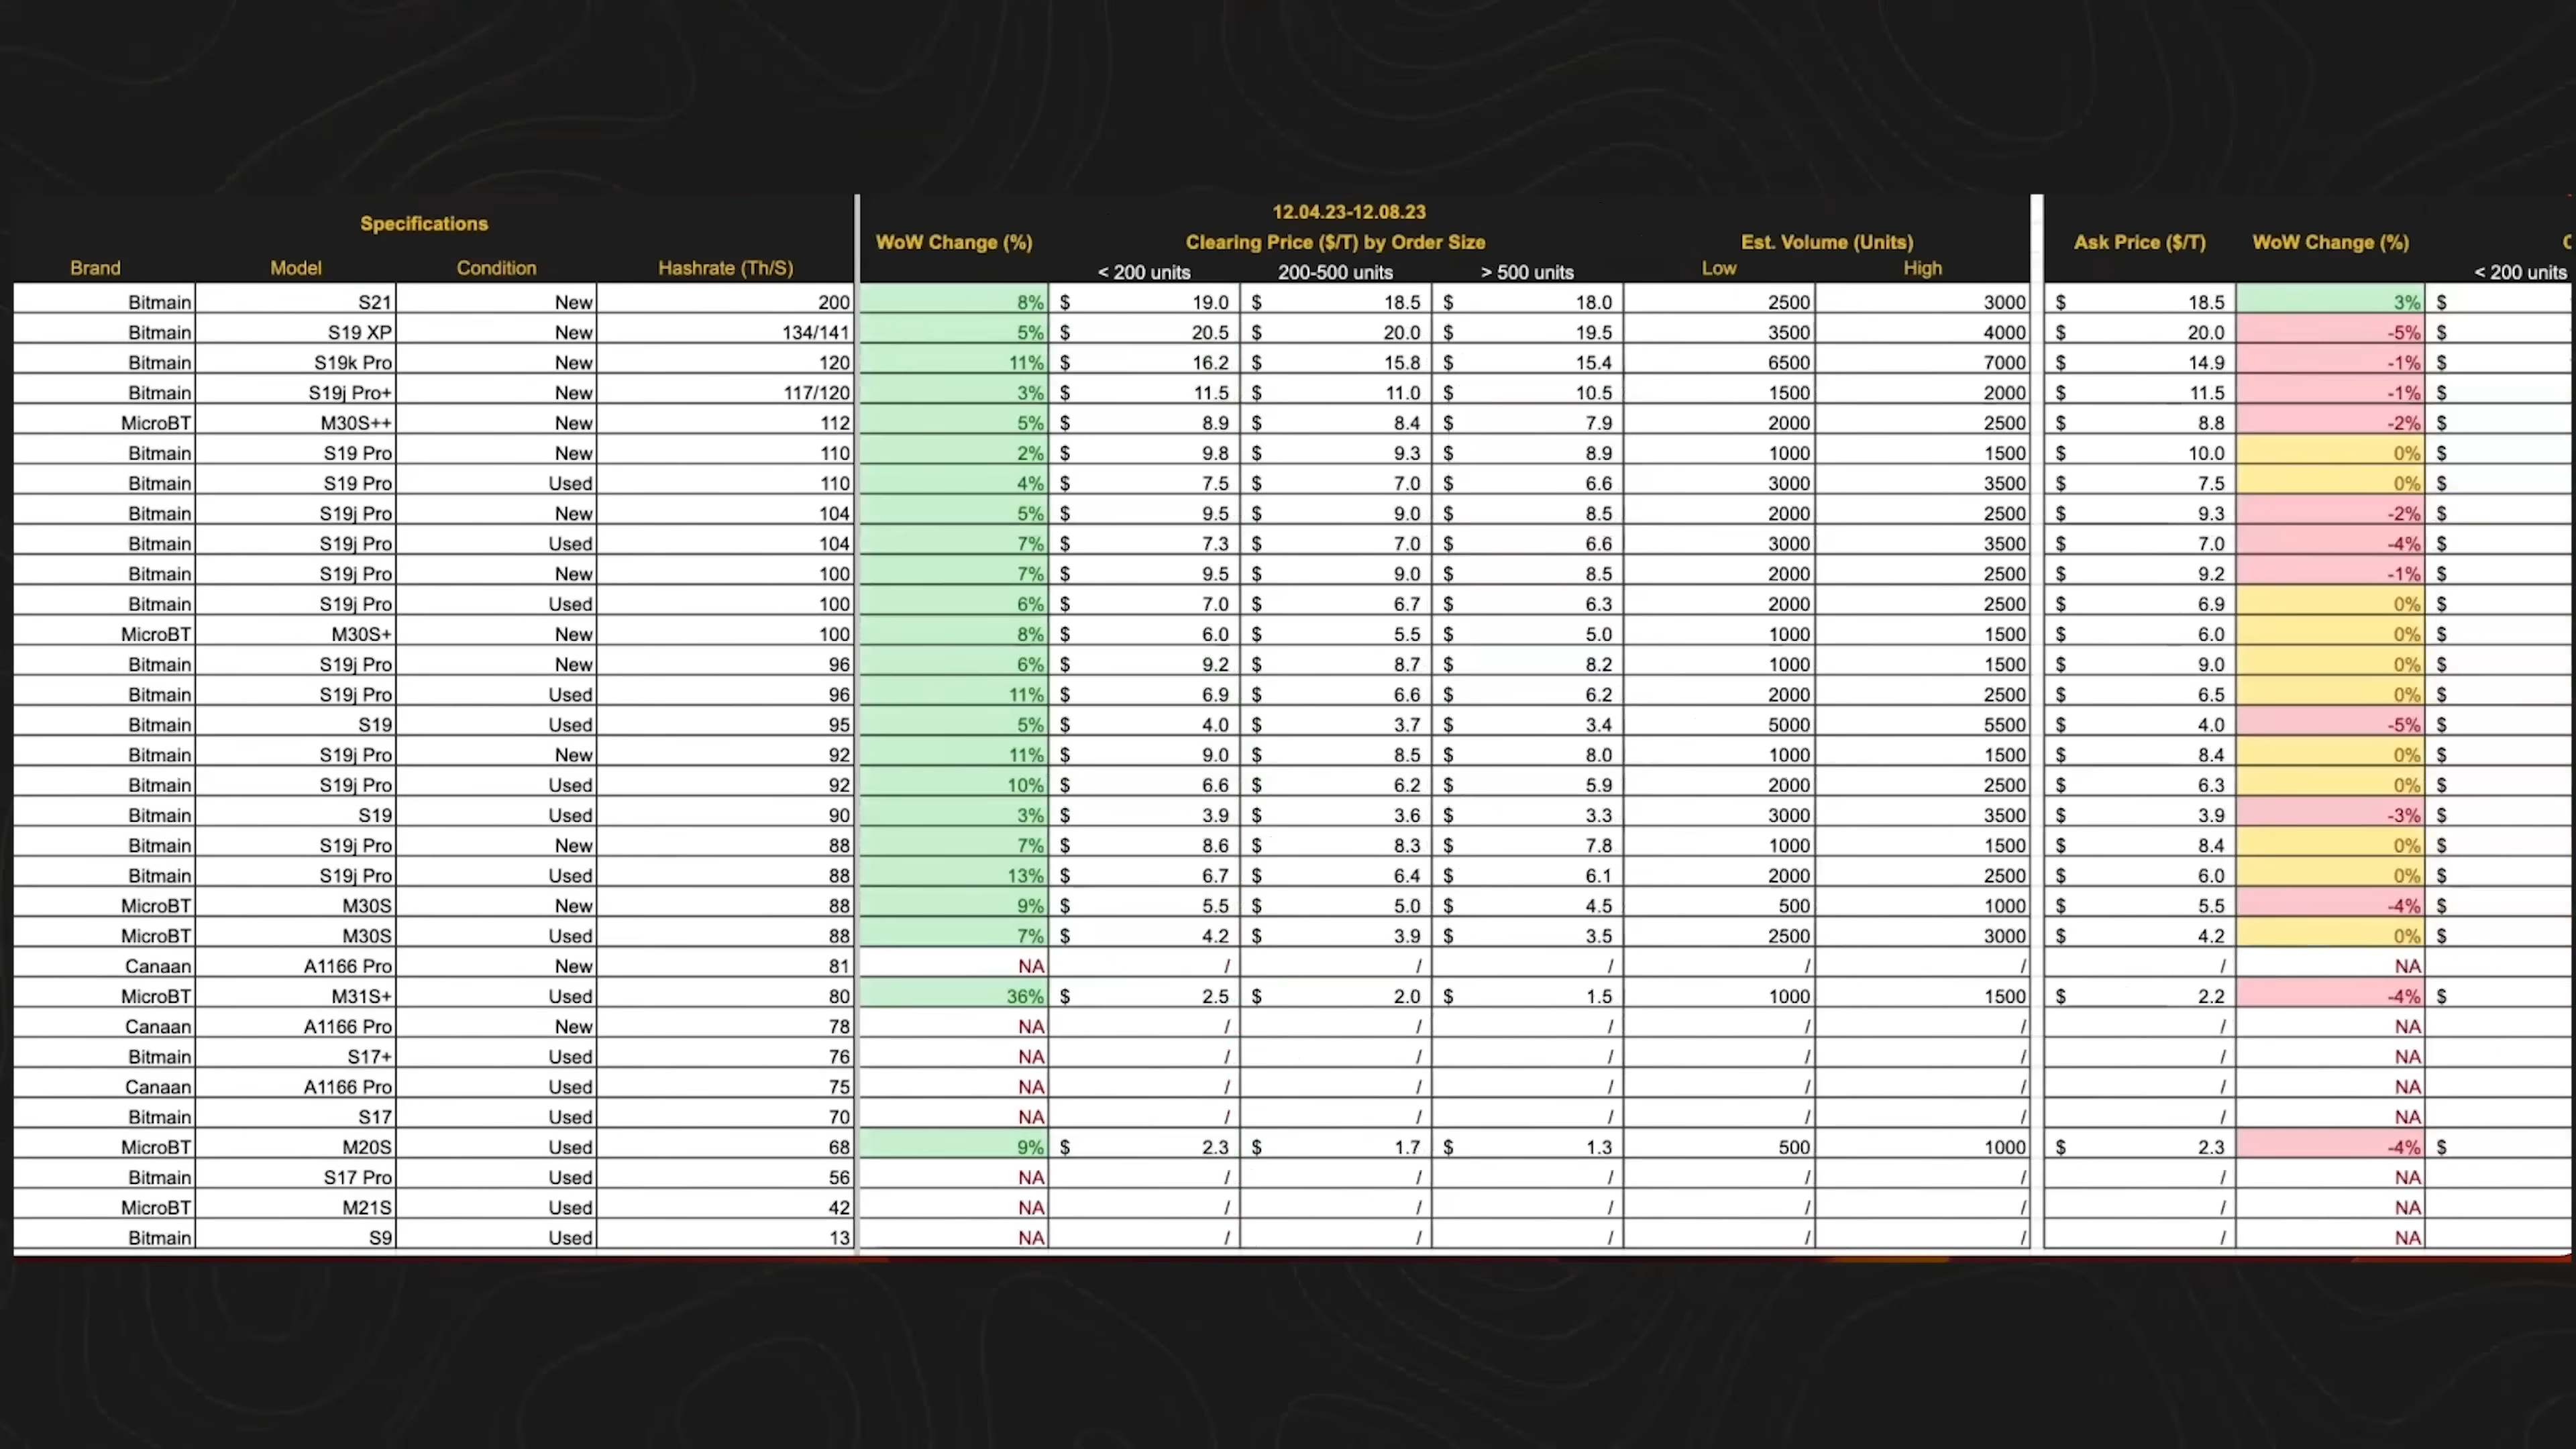 Specifications
12.04.23-12.08.23
WoW Change (%) Clearing Price ($/T) by Order Size Est. Volume (Units) Ask Price ($/T) WoW Change (%)
Brand Model Condition Hashrate (Th/S) < 200 units 200-500 units > 500 units Low High < 200 units
Bitmain S21 New 200 8% $ 19.0 $ 18.5 $ 18.0 2500 3000 $ 18.5 3% $
Bitmain S19 XP New 134/141 5% $ 20.5 $ 20.0 $ 19.5 3500 4000 $ 20.0 -5% $
Bitmain S19k Pro New 120 11% $ 16.2 $ 15.8 $ 15.4 6500 7000 $ 14.9 -1% $
Bitmain S19j Pro+ New 117/120 3% $ 11.5 $ 11.0 $ 10.5 1500 2000 $ 11.5 -1% $
MicroBT M30S++ New 112 5% $ 8.9 $ 8.4 $ 7.9 2000 2500 $ 8.8 -2% $
Bitmain S19 Pro New 110 2% $ 9.8 $ 9.3 $ 8.9 1000 1500 $ 10.0 0% $
Bitmain S19 Pro Used 110 4% $ 7.5 $ 7.0 $ 6.6 3000 3500 $ 7.5 0% $
Bitmain S19j Pro New 104 5% $ 9.5 $ 9.0 $ 8.5 2000 2500 $ 9.3 -2% $
Bitmain S19j Pro Used 104 7% $ 7.3 $ 7.0 $ 6.6 3000 3500 $ 7.0 -4% $
Bitmain S19j Pro New 100 7% $ 9.5 $ 9.0 $ 8.5 2000 2500 $ 9.2 -1% $
Bitmain S19j Pro Used 100 6% $ 7.0 $ 6.7 $ 6.3 2000 2500 $ 6.9 0% $
MicroBT M30S+ New 100 8% $ 6.0 $ 5.5 $ 5.0 1000 1500 $ 6.0 0% $
Bitmain S19j Pro New 96 6% $ 9.2 $ 8.7 $ 8.2 1000 1500 $ 9.0 0% $
Bitmain S19j Pro Used 96 11% $ 6.9 $ 6.6 $ 6.2 2000 2500 $ 6.5 0% $
Bitmain S19 Used 95 5% $ 4.0 $ 3.7 $ 3.4 5000 5500 $ 4.0 -5% $
Bitmain S19j Pro New 92 11% $ 9.0 $ 8.5 $ 8.0 1000 1500 $ 8.4 0% $
Bitmain S19j Pro Used 92 10% $ 6.6 $ 6.2 $ 5.9 2000 2500 $ 6.3 0% $
Bitmain S19 Used 90 3% $ 3.9 $ 3.6 $ 3.3 3000 3500 $ 3.9 -3% $
Bitmain S19j Pro New 88 7% $ 8.6 $ 8.3 $ 7.8 1000 1500 $ 8.4 0% $
Bitmain S19j Pro Used 88 13% $ 6.7 $ 6.4 $ 6.1 2000 2500 $ 6.0 0% $
MicroBT M30S New 88 9% $ 5.5 $ 5.0 $ 4.5 500 1000 $ 5.5 -4% $
MicroBT M30S Used 88 7% $ 4.2 $ 3.9 $ 3.5 2500 3000 $ 4.2 0% $
Canaan A1166 Pro New 81 NA / / / / / / NA
MicroBT M31S+ Used 80 36% $ 2.5 $ 2.0 $ 1.5 1000 1500 $ 2.2 -4% $
Canaan A1166 Pro New 78 NA / / / / / / NA
Bitmain S17+ Used 76 NA / / / / / / NA
Canaan A1166 Pro Used 75 NA / / / / / / NA
Bitmain S17 Used 70 NA / / / / / / NA
MicroBT M20S Used 68 9% $ 2.3 $ 1.7 $ 1.3 500 1000 $ 2.3 -4% $
Bitmain S17 Pro Used 56 NA / / / / / / NA
MicroBT M21S Used 42 NA / / / / / / NA
Bitmain S9 Used 13 NA / / / / / / NA